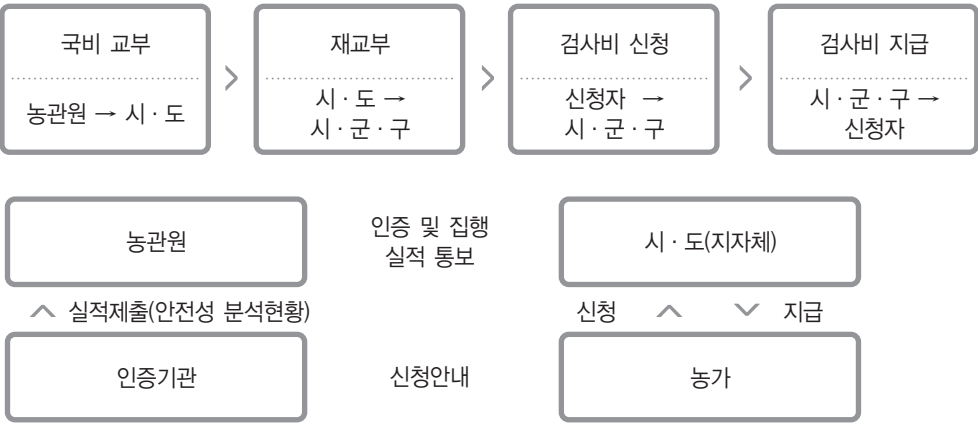 국비 교부
농관원 → 시 · 도
>
재교부
시 · 도 →
시 · 군 · 구
>
검사비 신청
신청자 →
시 · 군 · 구
>
검사비 지급
시 · 군 · 구 →
신청자
농관원
인증 및 집행
실적 통보
시 · 도(지자체)
실적제출(안전성 분석현황)
신청
지급
인증기관
신청안내
농가